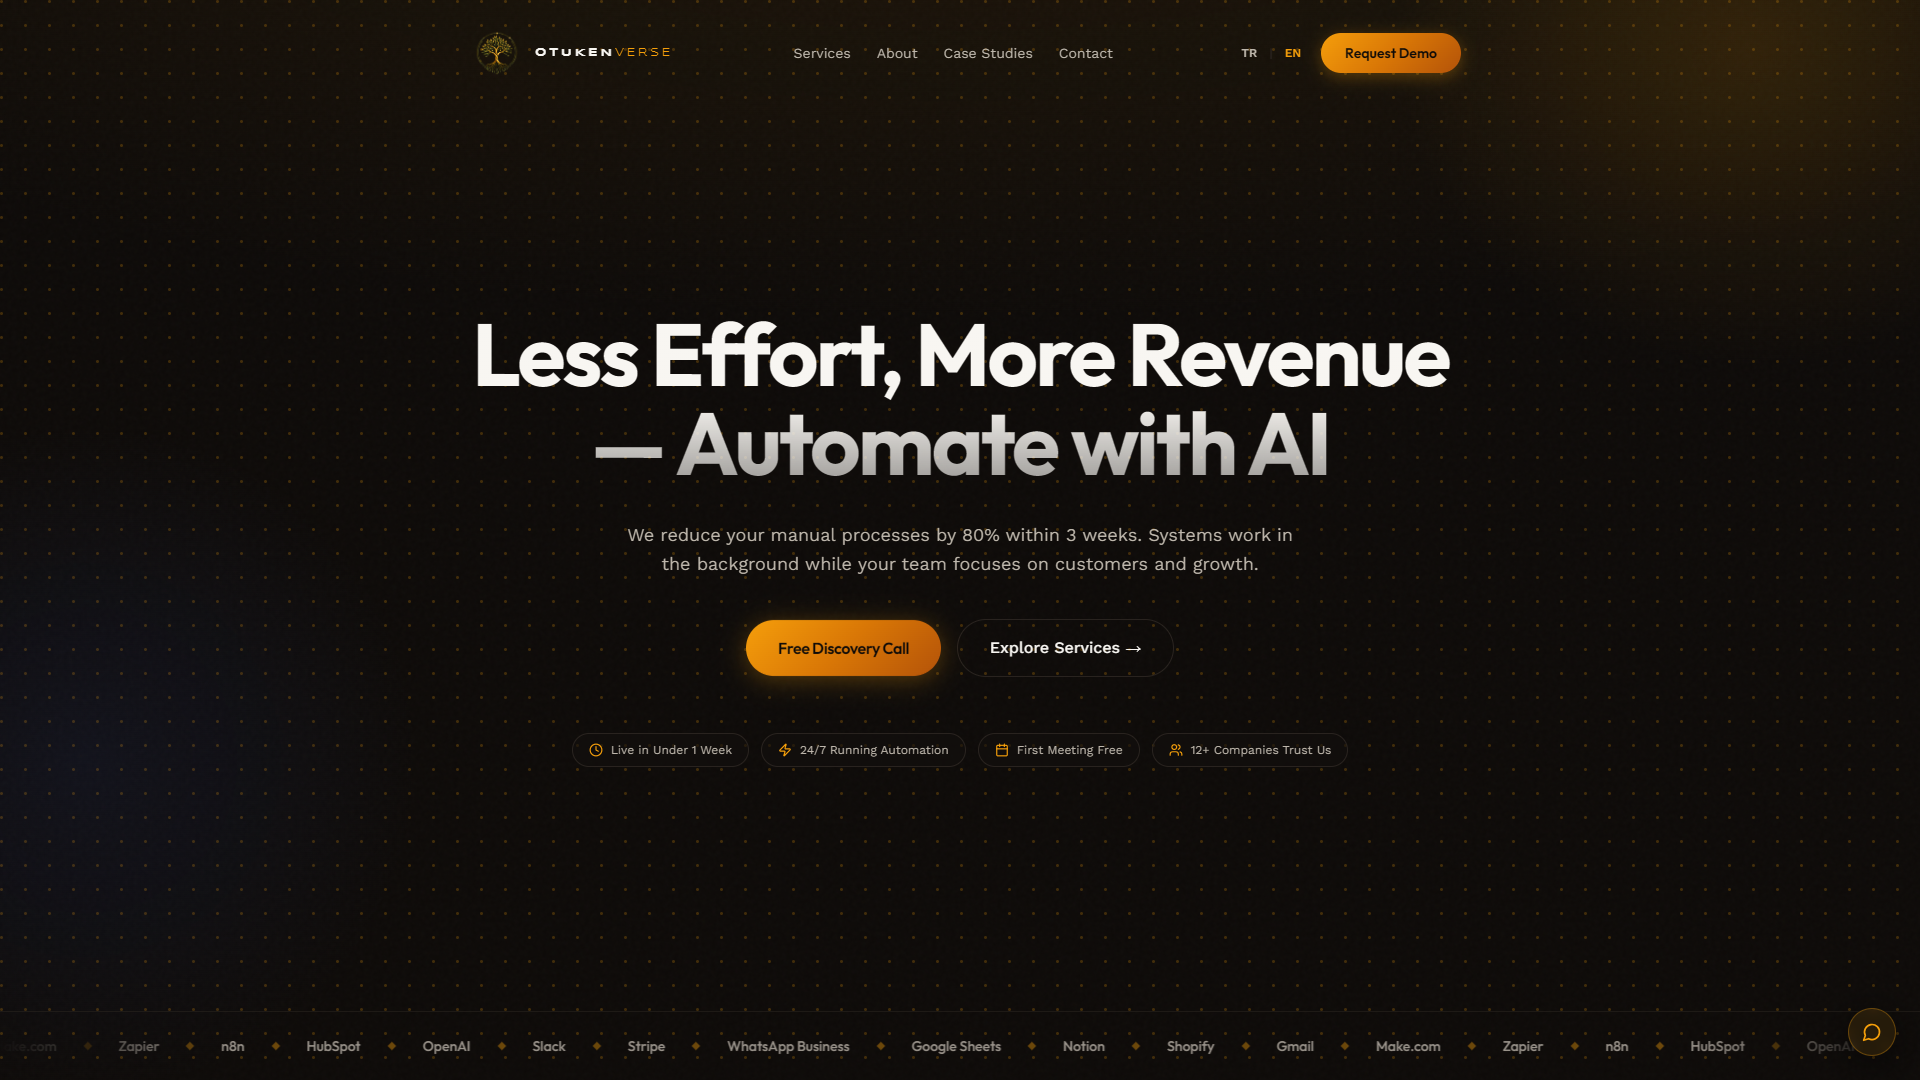 OTUKENVERSE
Services
About
Case Studies
Contact
TR
EN
Request Demo
Less Effort, More Revenue
— Automate with AI
We reduce your manual processes by 80% within 3 weeks. Systems work in
the background while your team focuses on customers and growth.
Free Discovery Call
Explore Services →
Live in Under 1 Week
24/7 Running Automation
First Meeting Free
12+ Companies Trust Us
Zapier ◆ n8n ◆ HubSpot ◆ OpenAI ◆ Slack ◆ Stripe ◆ WhatsApp Business ◆ Google Sheets ◆ Notion ◆ Shopify ◆ Gmail ◆ Make.com ◆ Zapier ◆ n8n ◆ HubSpot ◆ OpenAI